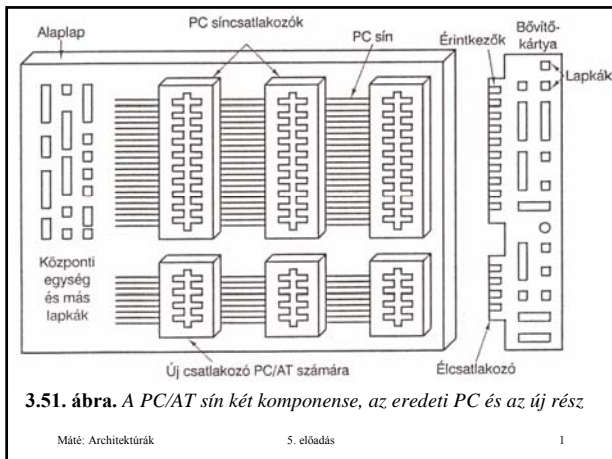 Alaplap
PC síncsatlakozók
PC sín
Érintkezők
Bővítő-
kártya
Lapkák
Központi
egység
és más
lapkák
Új csatlakozó PC/AT számára
Élcsatlakozó
3.51. ábra. A PC/AT sín két komponense, az eredeti PC és az új rész
Máté: Architektúrák
5. előadás
1